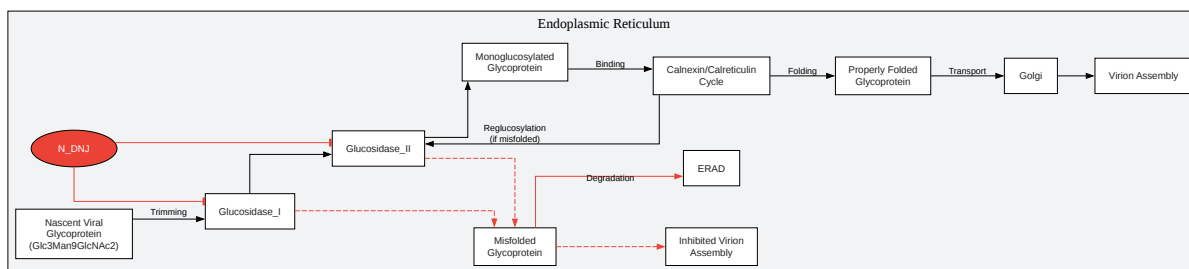 Endoplasmic Reticulum
Monoglucosylated
Glycoprotein
Binding
Calnexin/Calreticulin
Cycle
Folding
Properly Folded
Glycoprotein
Transport
Golgi
Virion Assembly
Reglucosylation
(if misfolded)
N_DNJ
Glucosidase_II
ERAD
Degradation
Trimming
Glucosidase_I
Nascent Viral
Glycoprotein
(Glc3Man9GlcNAc2)
Misfolded
Glycoprotein
Inhibited Virion
Assembly